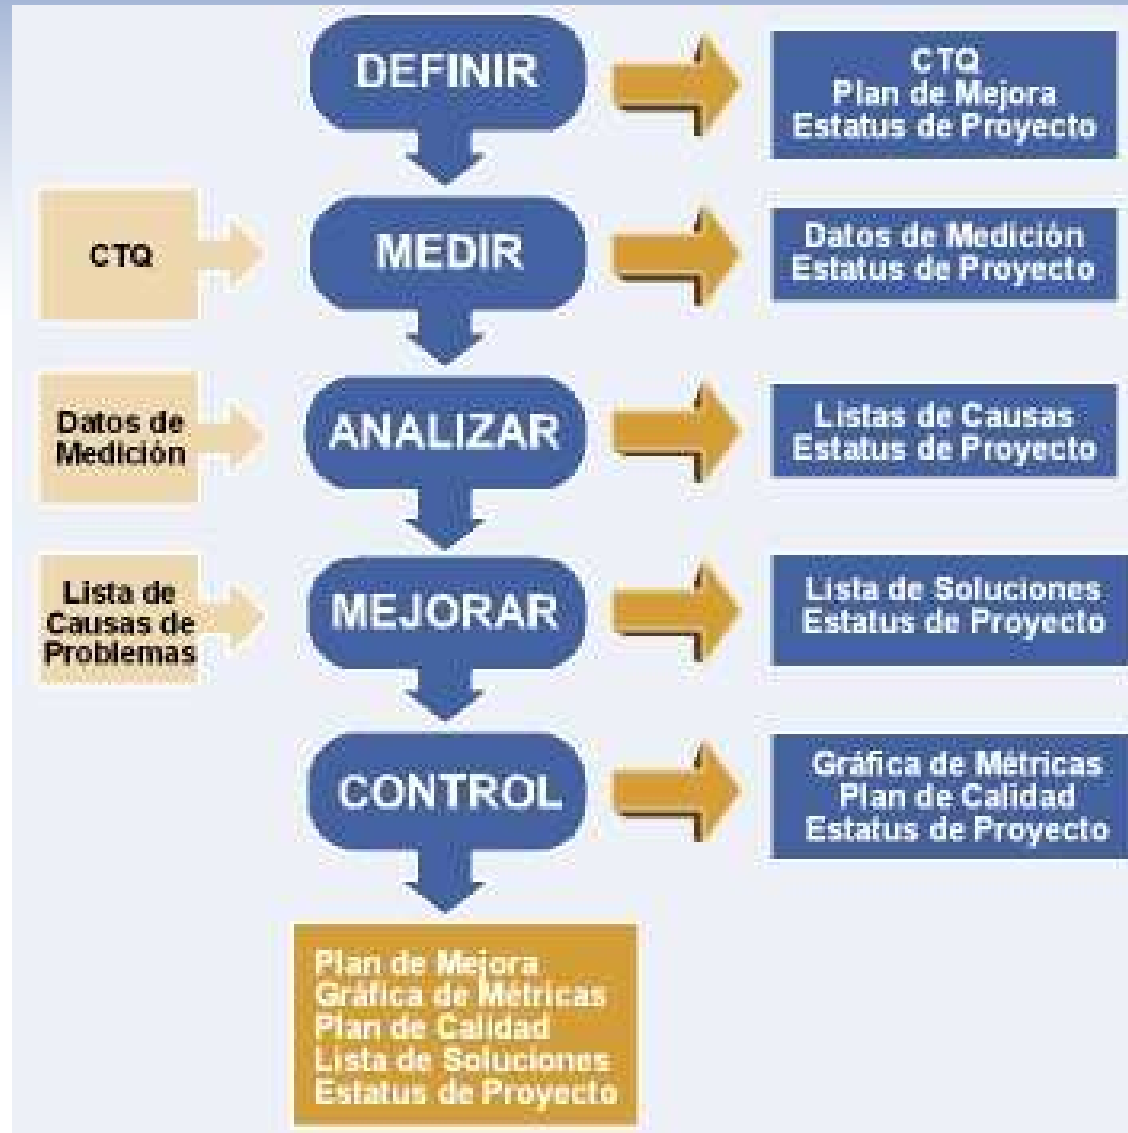 DEFINIR
CTQ
Plan de Mejora
Estatus de Proyecto
CTQ
MEDIR
Datos de Medición
Estatus de Proyecto
Datos de
Medición
ANALIZAR
Listas de Causas
Estatus de Proyecto
Lista de
Causas de
Problemas
MEJORAR
Lista de Soluciones
Estatus de Proyecto
CONTROL
Gráfica de Métricas
Plan de Calidad
Estatus de Proyecto
Plan de Mejora
Gráfica de Métricas
Plan de Calidad
Lista de Soluciones
Estatus de Proyecto